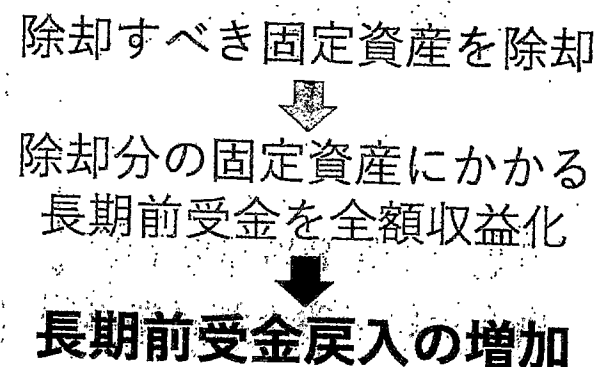 除却すべき固定資産を除却
除却分の固定資産にかかる
長期前受金を全額収益化
長期前受金戻入の増加